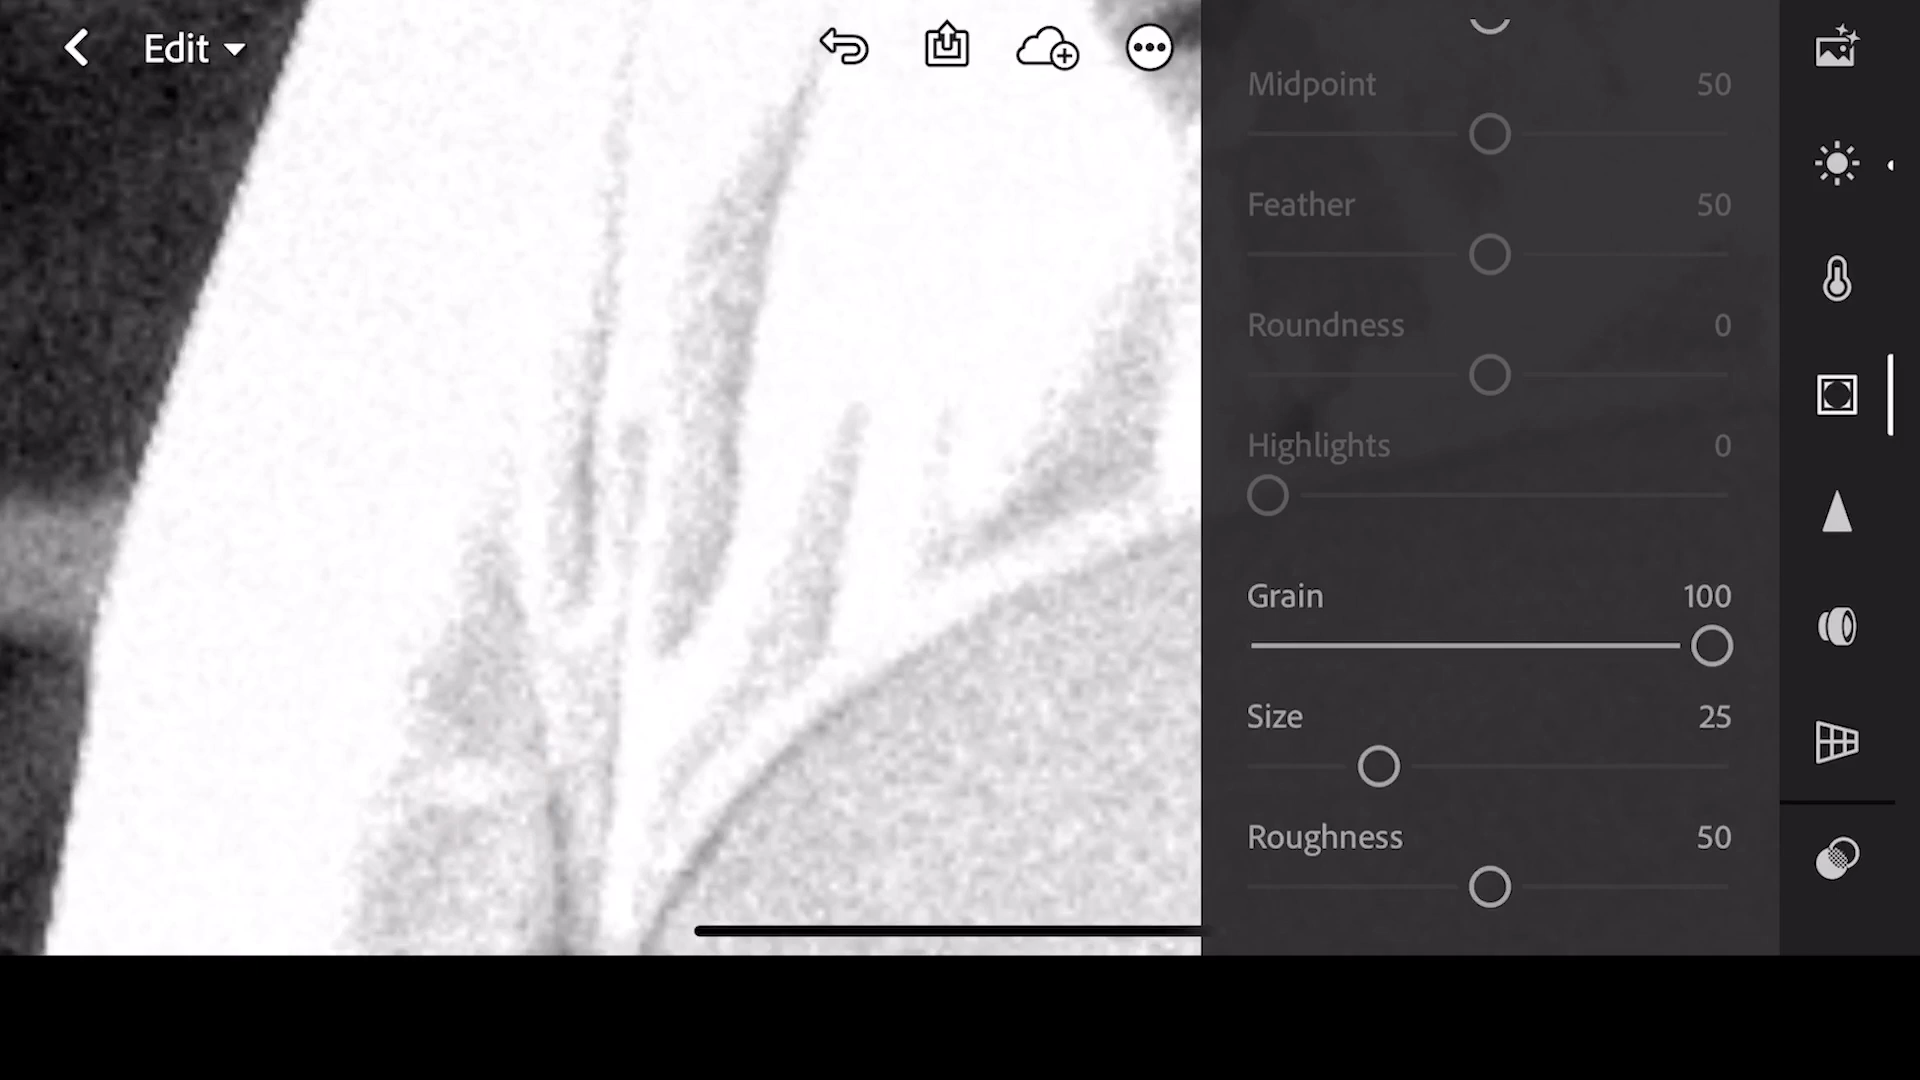 Edit
Midpoint 50
Feather 50
Roundness 0
Highlights 0
Grain 100
Size 25
Roughness 50